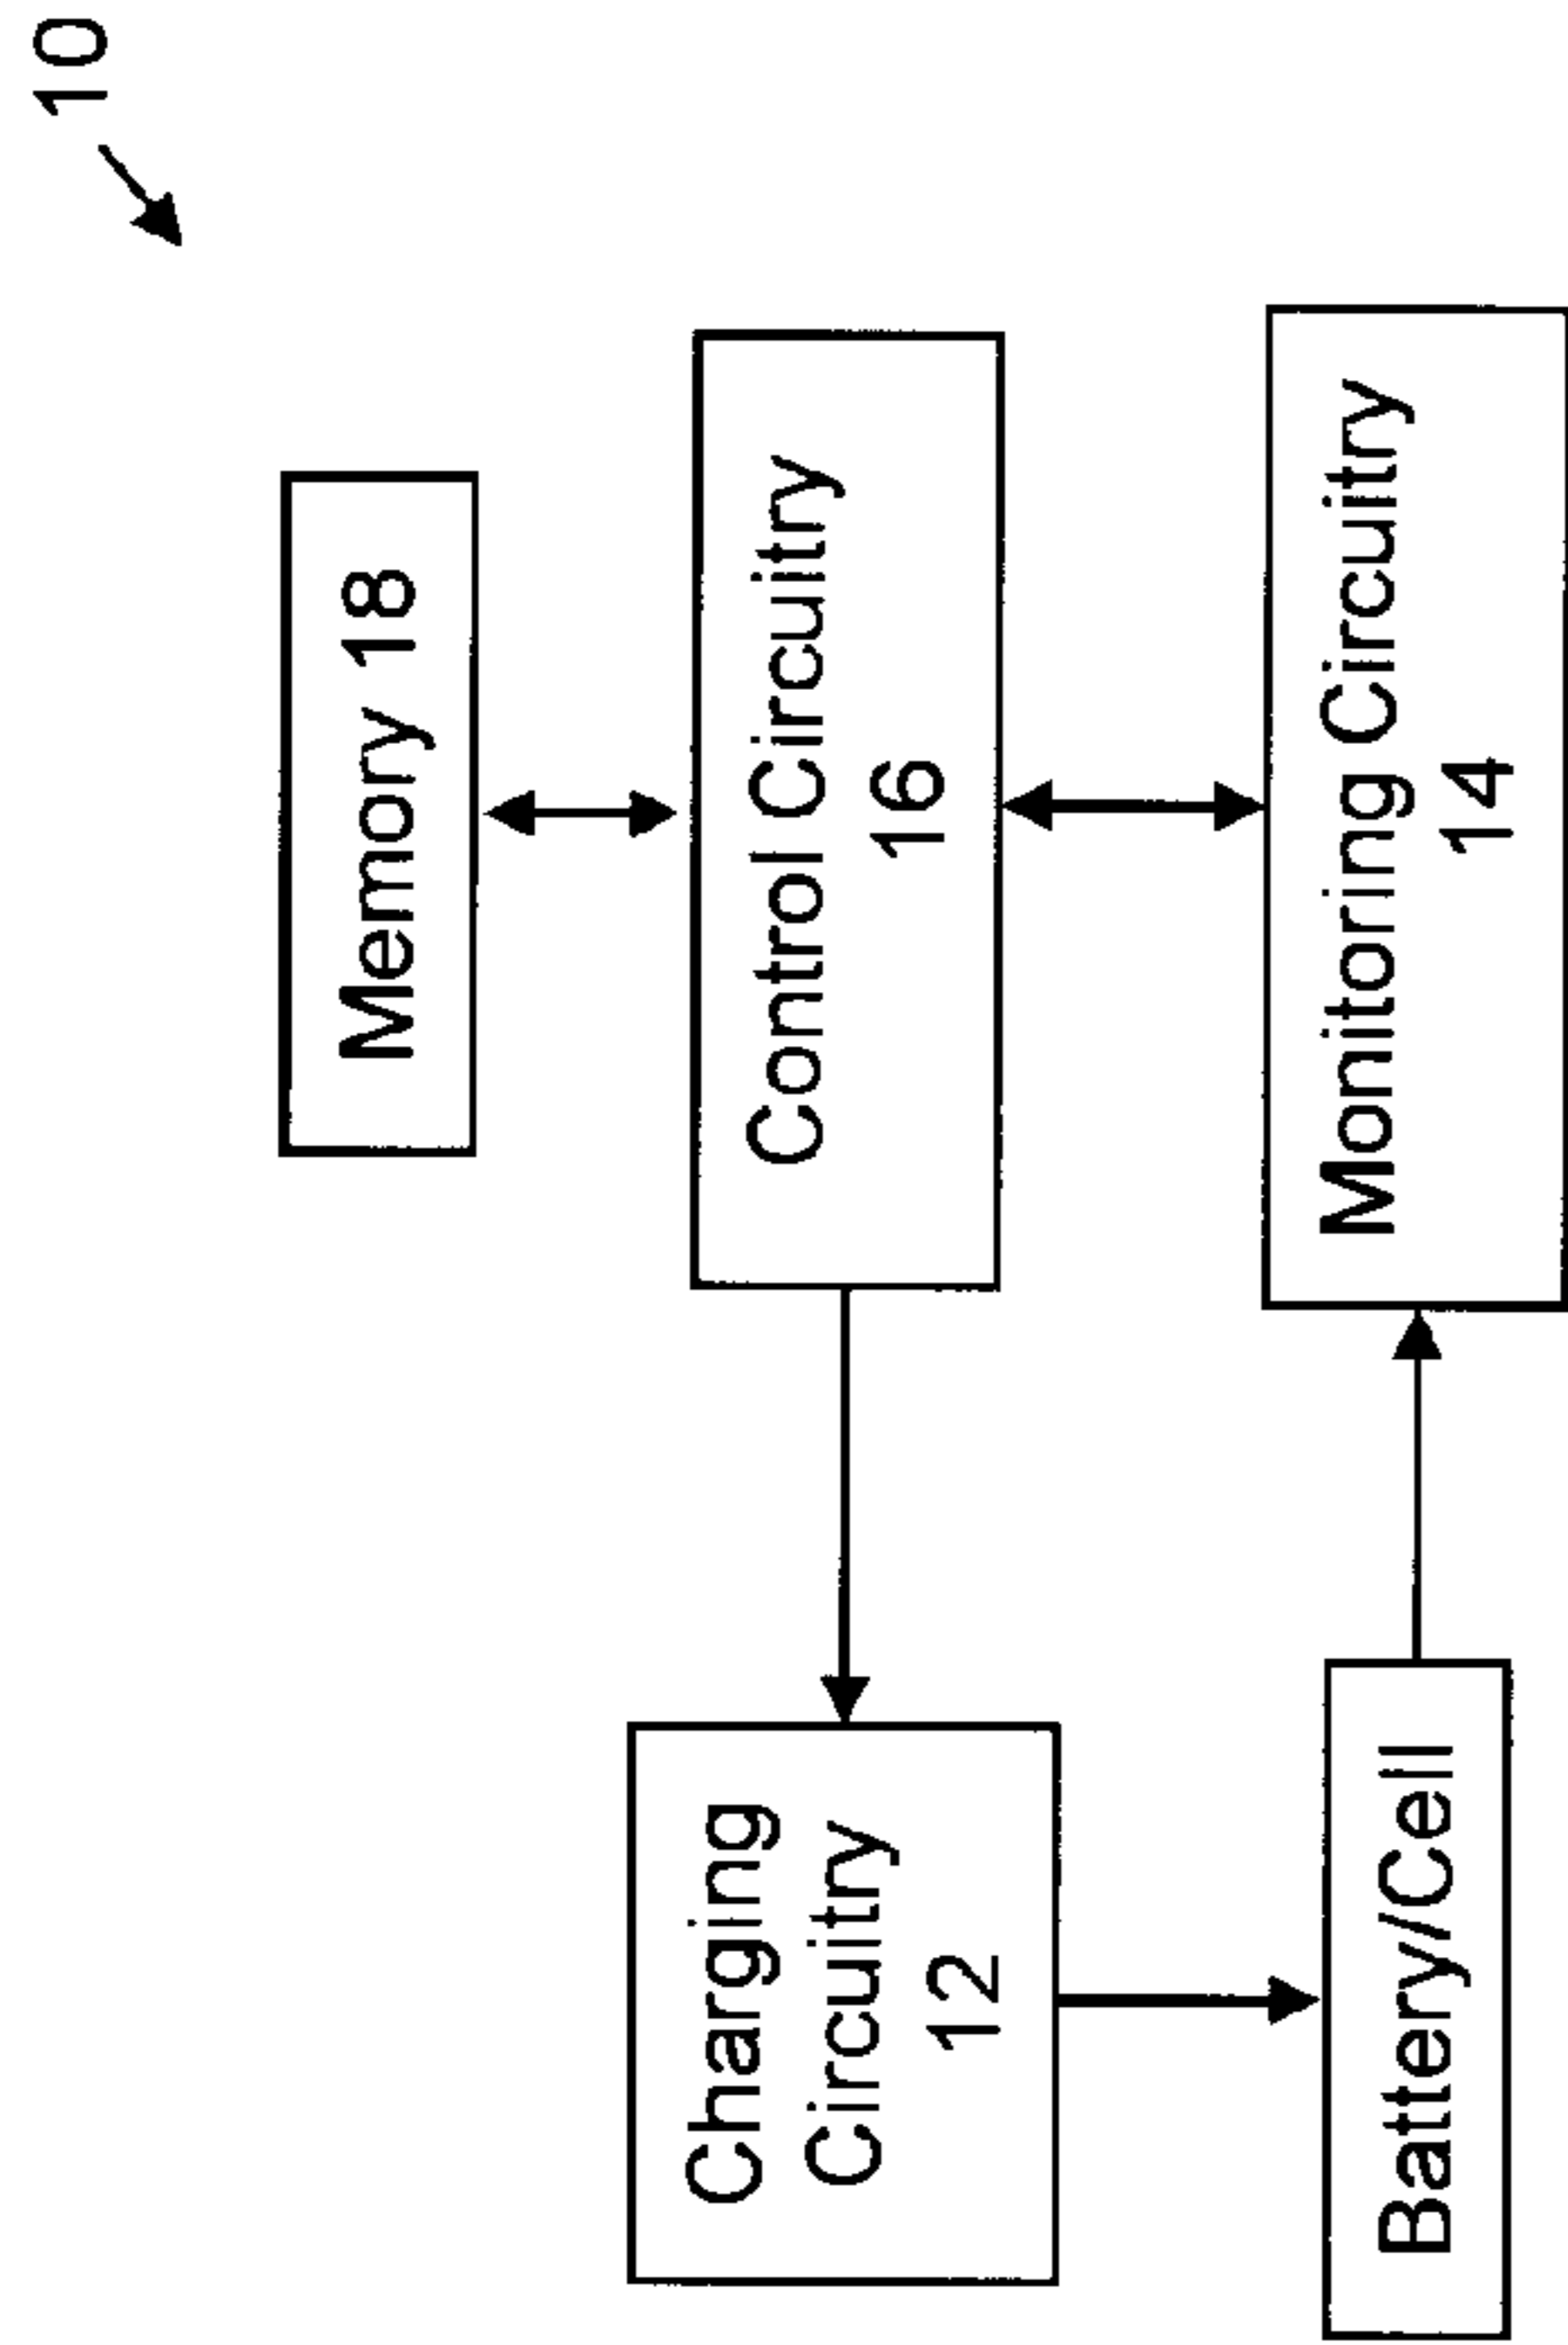 10
Memory 18
Control Circuitry
16
Charging
Circuitry
12
Monitoring Circuitry
14
Battery/Cell